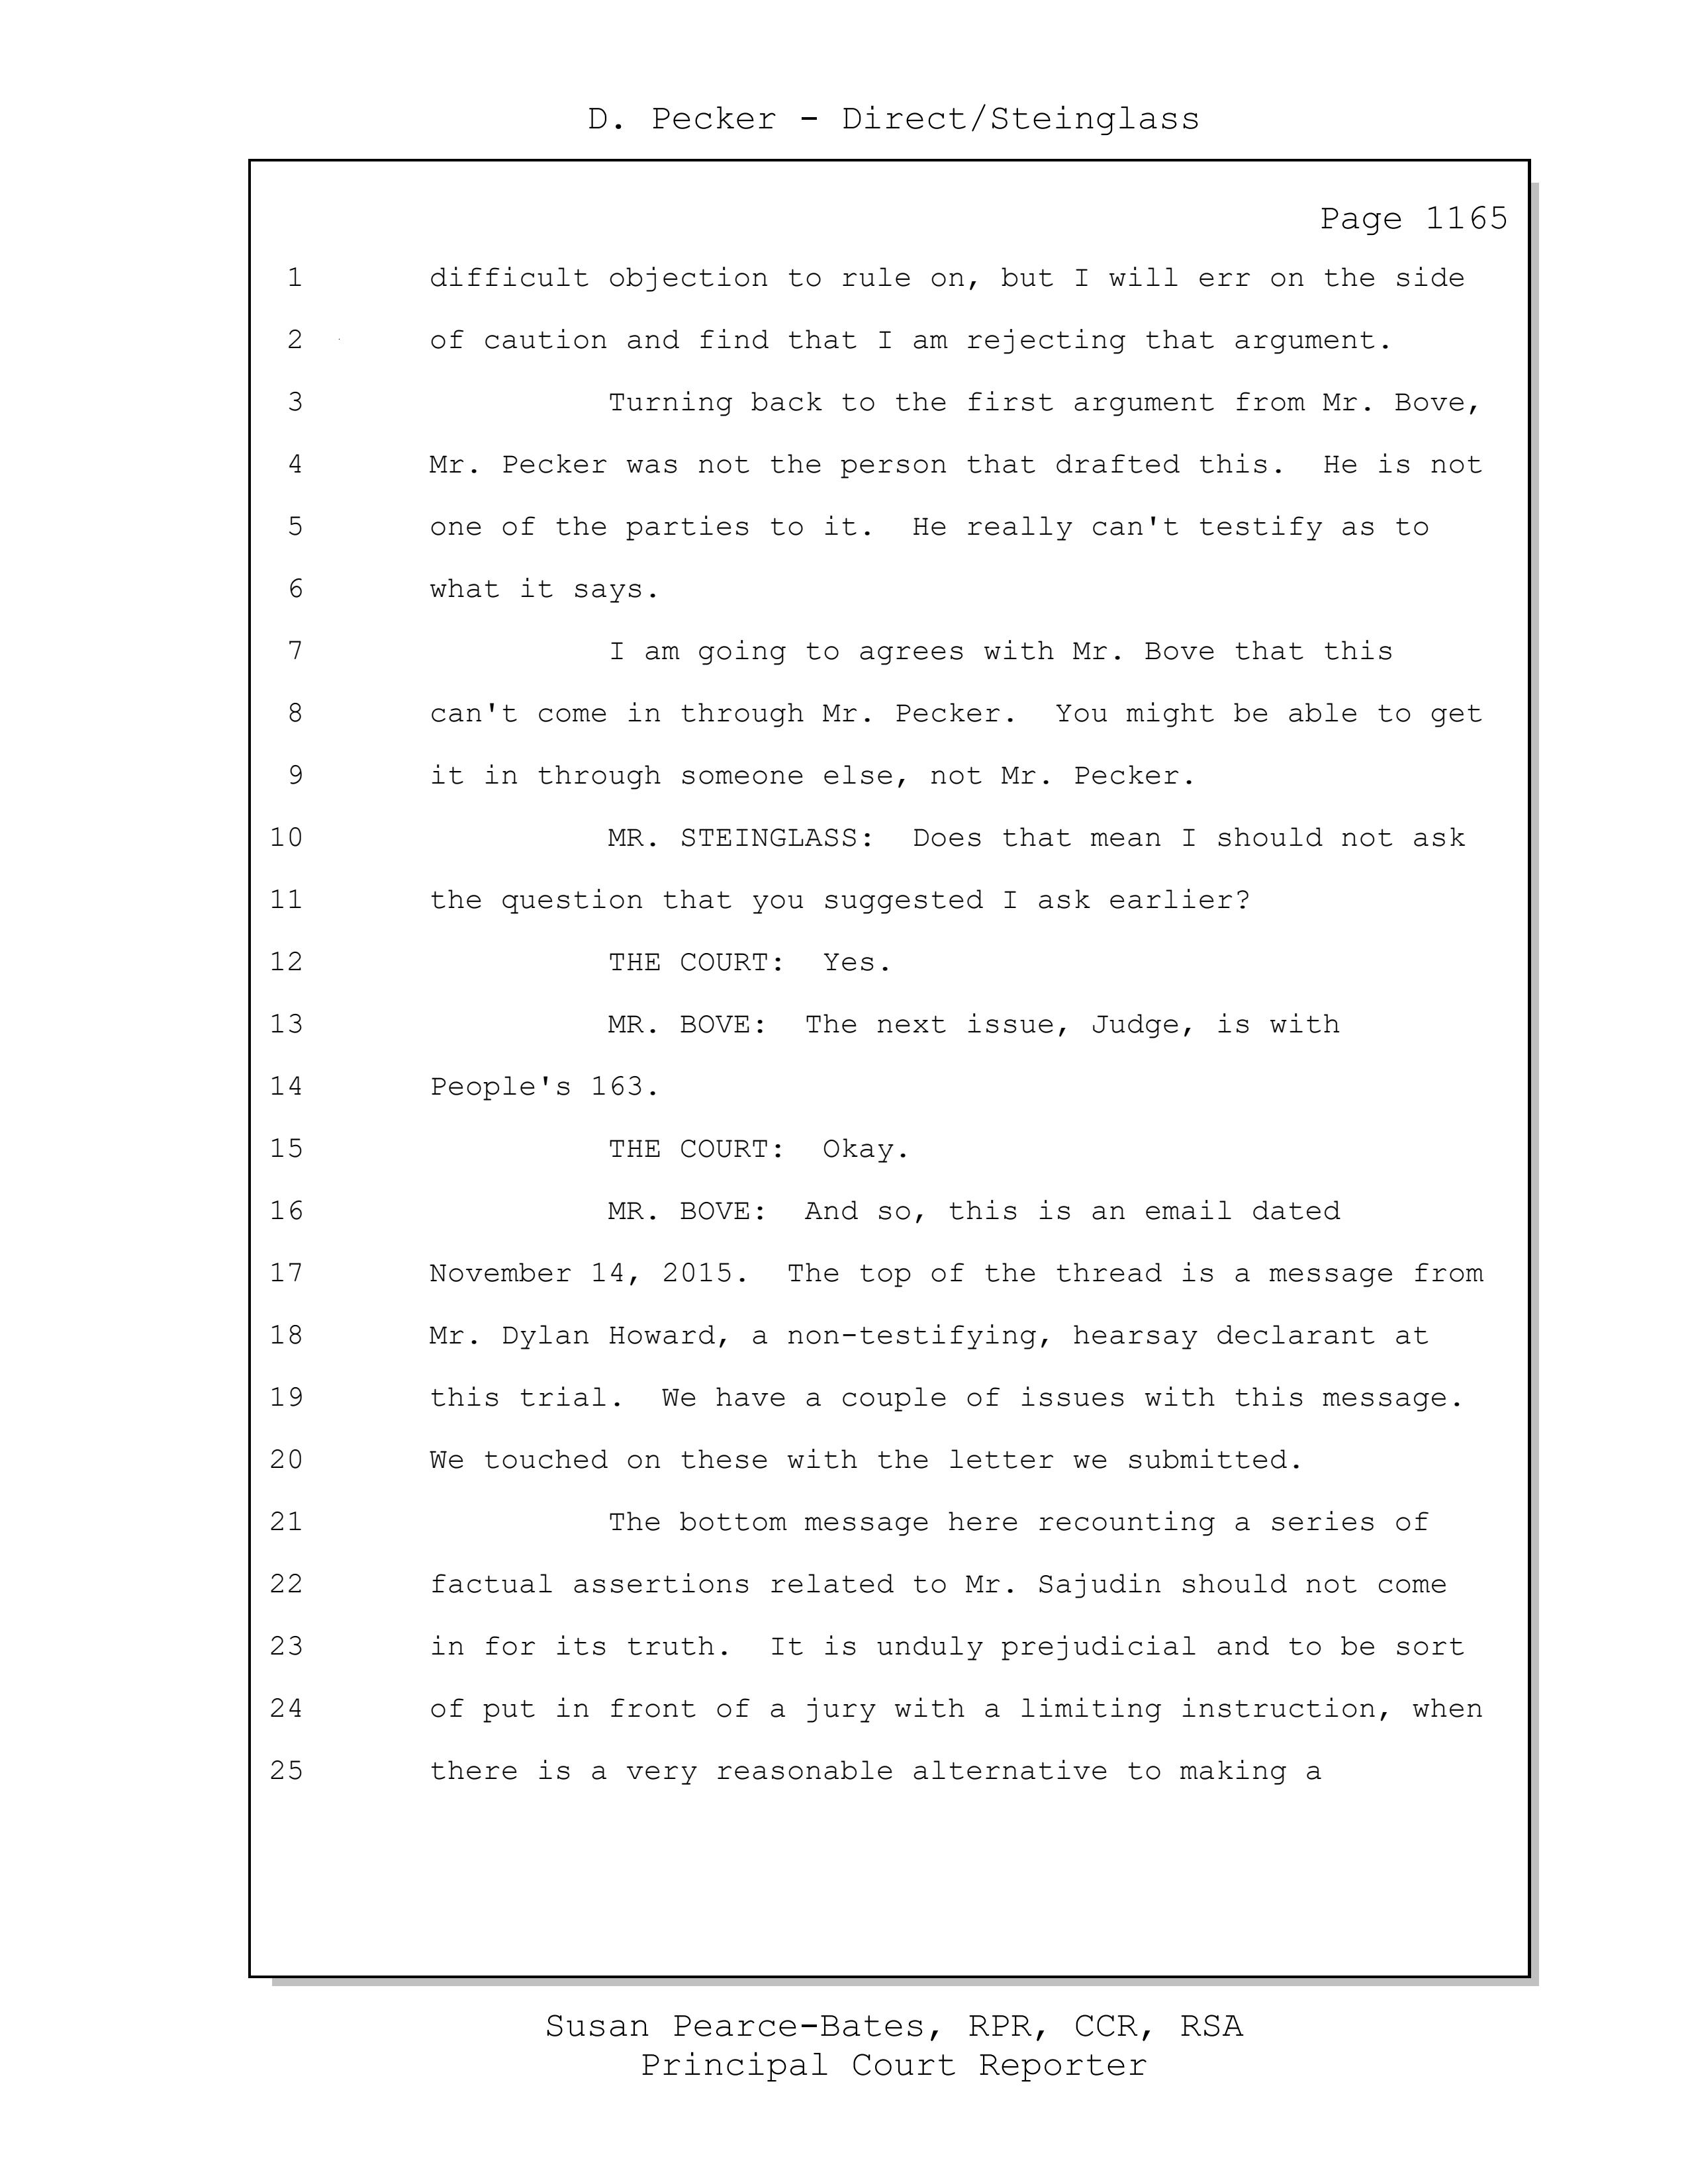 D. Pecker - Direct/Steinglass
Page 1165
1 difficult objection to rule on, but I will err on the side
2 of caution and find that I am rejecting that argument.
3 Turning back to the first argument from Mr. Bove,
4 Mr. Pecker was not the person that drafted this. He is not
5 one of the parties to it. He really can't testify as to
6 what it says.
7 I am going to agrees with Mr. Bove that this
8 can't come in through Mr. Pecker. You might be able to get
9 it in through someone else, not Mr. Pecker.
10 MR. STEINGLASS: Does that mean I should not ask
11 the question that you suggested I ask earlier?
12 THE COURT: Yes.
13 MR. BOVE: The next issue, Judge, is with
14 People's 163.
15 THE COURT: Okay.
16 MR. BOVE: And so, this is an email dated
17 November 14, 2015. The top of the thread is a message from
18 Mr. Dylan Howard, a non-testifying, hearsay declarant at
19 this trial. We have a couple of issues with this message.
20 We touched on these with the letter we submitted.
21 The bottom message here recounting a series of
22 factual assertions related to Mr. Sajudin should not come
23 in for its truth. It is unduly prejudicial and to be sort
24 of put in front of a jury with a limiting instruction, when
25 there is a very reasonable alternative to making a
Susan Pearce-Bates, RPR, CCR, RSA
Principal Court Reporter